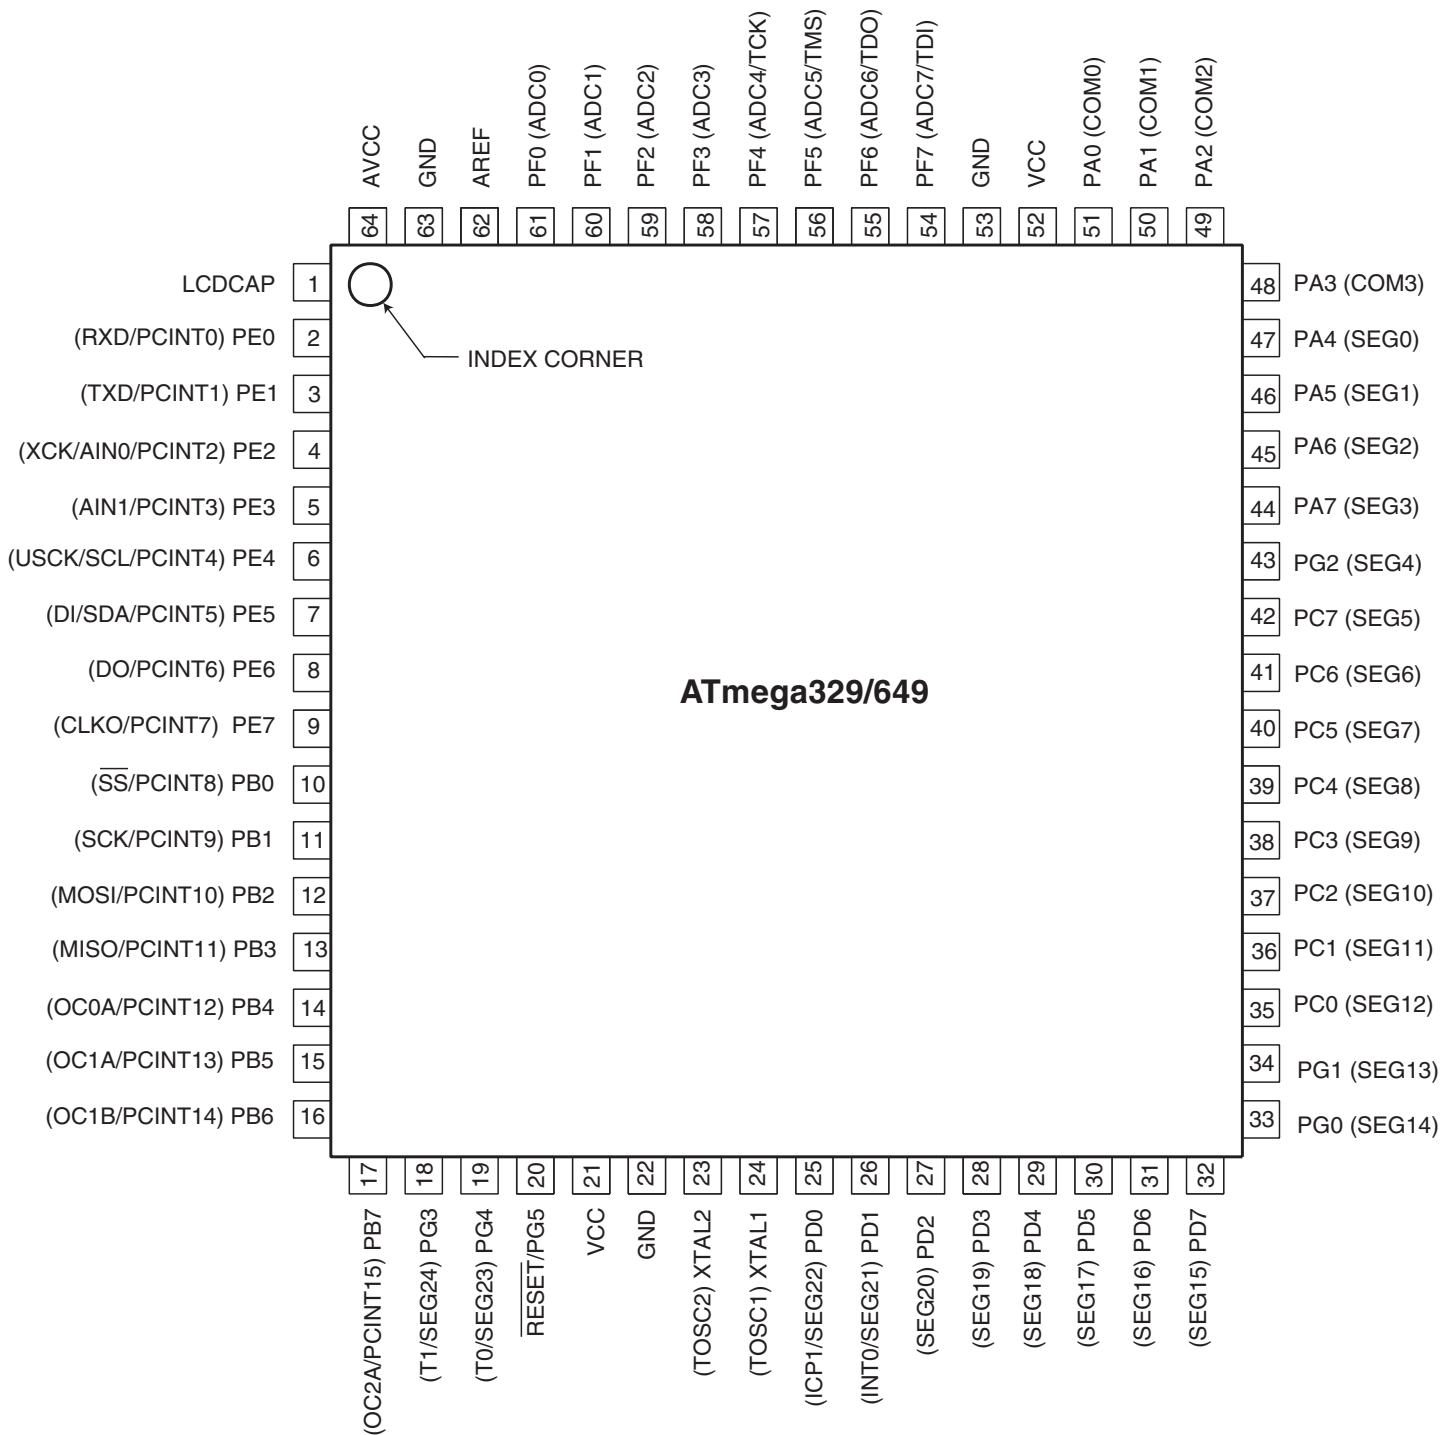 AVCC
GND
AREF
PF0 (ADC0)
PF1 (ADC1)
PF2 (ADC2)
PF3 (ADC3)
PF4 (ADC4/TCK)
PF5 (ADC5/TMS)
PF6 (ADC6/TDO)
PF7 (ADC7/TDI)
GND
VCC
PA0 (COM0)
PA1 (COM1)
PA2 (COM2)
64
63
62
61
60
59
58
57
56
55
54
53
52
51
50
49
LCDCAP 1
(RXD/PCINT0) PE0 2
(TXD/PCINT1) PE1 3
(XCK/AIN0/PCINT2) PE2 4
(AIN1/PCINT3) PE3 5
(USCK/SCL/PCINT4) PE4 6
(DI/SDA/PCINT5) PE5 7
(DO/PCINT6) PE6 8
(CLKO/PCINT7) PE7 9
(SS/PCINT8) PB0 10
(SCK/PCINT9) PB1 11
(MOSI/PCINT10) PB2 12
(MISO/PCINT11) PB3 13
(OC0A/PCINT12) PB4 14
(OC1A/PCINT13) PB5 15
(OC1B/PCINT14) PB6 16
INDEX CORNER
ATmega329/649
48 PA3 (COM3)
47 PA4 (SEG0)
46 PA5 (SEG1)
45 PA6 (SEG2)
44 PA7 (SEG3)
43 PG2 (SEG4)
42 PC7 (SEG5)
41 PC6 (SEG6)
40 PC5 (SEG7)
39 PC4 (SEG8)
38 PC3 (SEG9)
37 PC2 (SEG10)
36 PC1 (SEG11)
35 PC0 (SEG12)
34 PG1 (SEG13)
33 PG0 (SEG14)
17
18
19
20
21
22
23
24
25
26
27
28
29
30
31
32
(OC2A/PCINT15) PB7
(T1/SEG24) PG3
(T0/SEG23) PG4
RESET/PG5
VCC
GND
(TOSC2) XTAL2
(TOSC1) XTAL1
(ICP1/SEG22) PD0
(INT0/SEG21) PD1
(SEG20) PD2
(SEG19) PD3
(SEG18) PD4
(SEG17) PD5
(SEG16) PD6
(SEG15) PD7